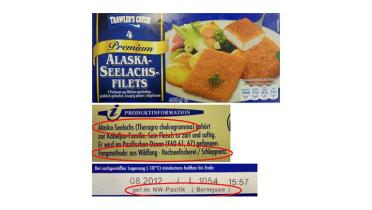 TRAWLER'S CATCH
4
Premium
ALASKA-
SEELACHS-
FILETS
400 g
i PRODUKTINFORMATION
Alaska-Seelachs (Theragra chalcogramma) gehört
zur Kabeljau-Familie. Sein Fleisch ist zart und saftig.
Er wird im Pazifischen Ozean (FAO 61, 67) gefangen.
Fangmethode: aus Wildfang - Hochseefischerei / Schleppnetz.
Bei sachgemäßer Lagerung (-18°C) mindestens haltbar bis Ende:
08.2012 / L 1054 15:57
gef im NW-Pazifik ( Beringsee )